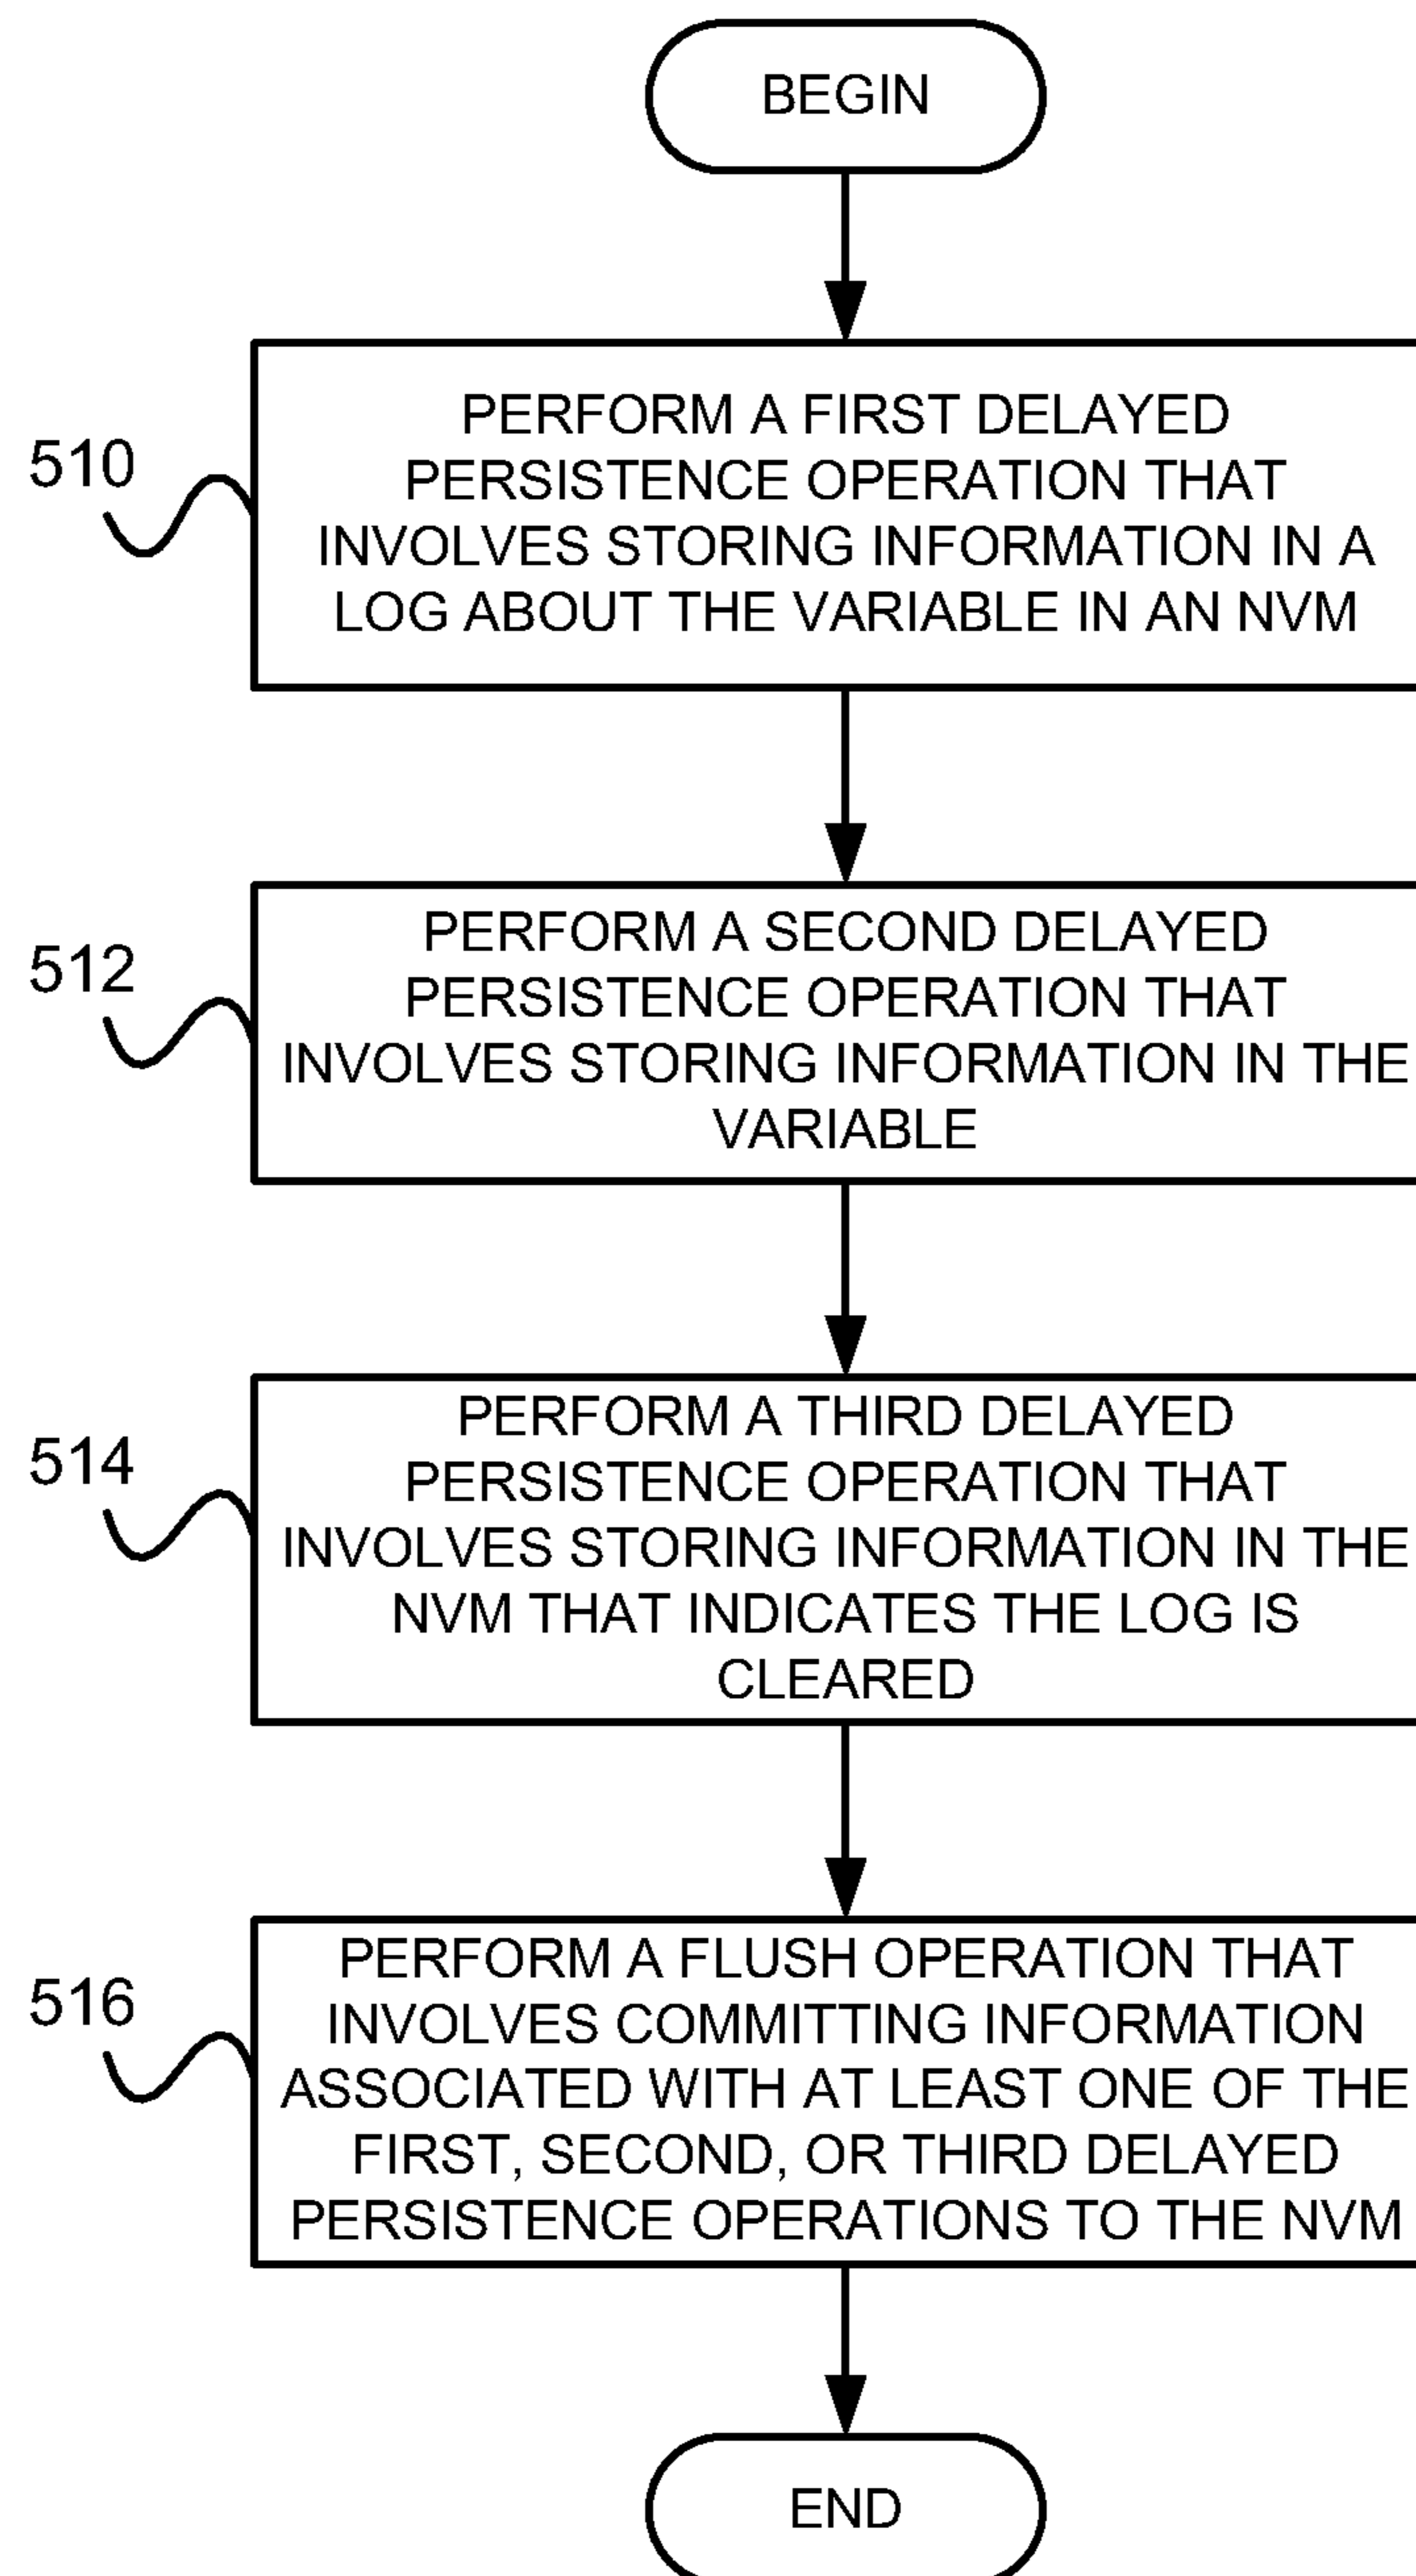 BEGIN
510
PERFORM A FIRST DELAYED
PERSISTENCE OPERATION THAT
INVOLVES STORING INFORMATION IN A
LOG ABOUT THE VARIABLE IN AN NVM
512
PERFORM A SECOND DELAYED
PERSISTENCE OPERATION THAT
INVOLVES STORING INFORMATION IN THE
VARIABLE
514
PERFORM A THIRD DELAYED
PERSISTENCE OPERATION THAT
INVOLVES STORING INFORMATION IN THE
NVM THAT INDICATES THE LOG IS
CLEARED
516
PERFORM A FLUSH OPERATION THAT
INVOLVES COMMITTING INFORMATION
ASSOCIATED WITH AT LEAST ONE OF THE
FIRST, SECOND, OR THIRD DELAYED
PERSISTENCE OPERATIONS TO THE NVM
END